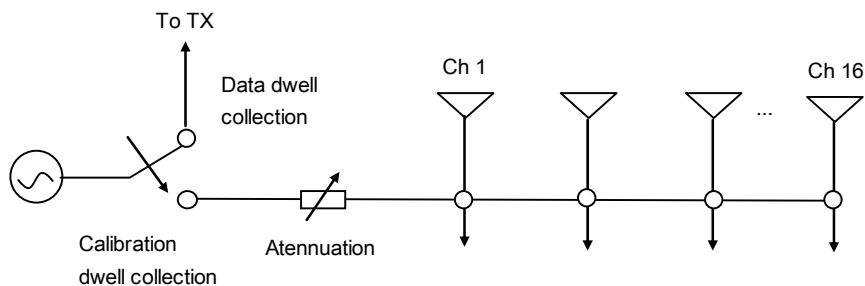 To TX
Data dwell
collection
Ch 1
Ch 16
...
Calibration
dwell collection
Atennuation